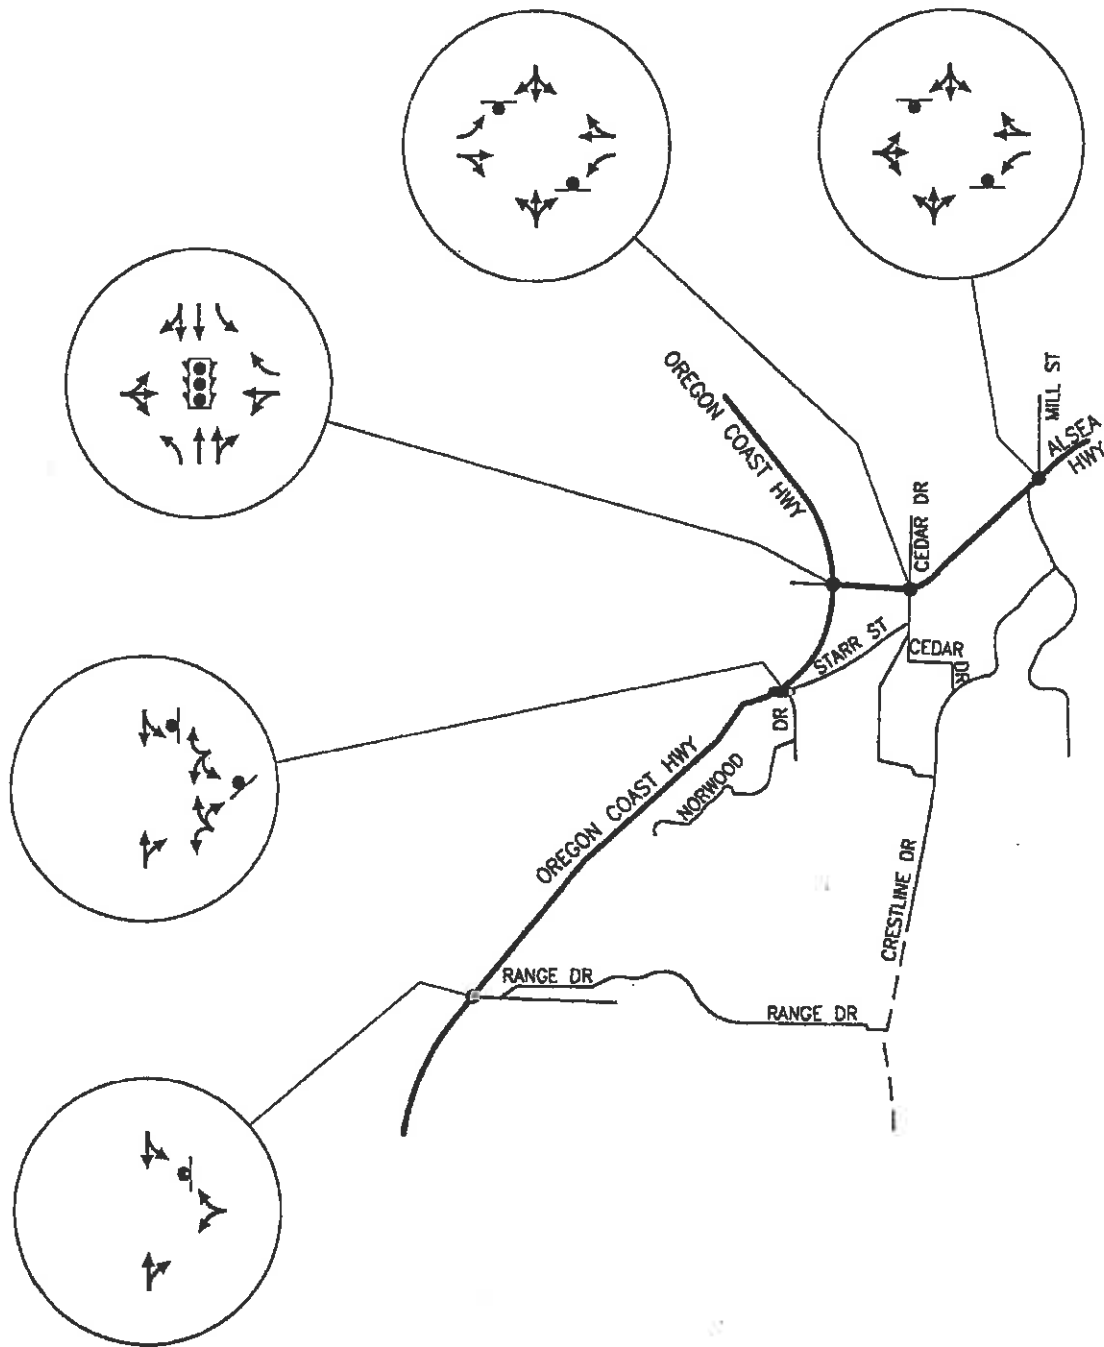 OREGON COAST HWY
MILL ST
ALSEA
HWY
CEDAR DR
STARR ST
CEDAR
DR
DR
NORWOOD
OREGON COAST HWY
CRESTLINE DR
RANGE DR
RANGE DR